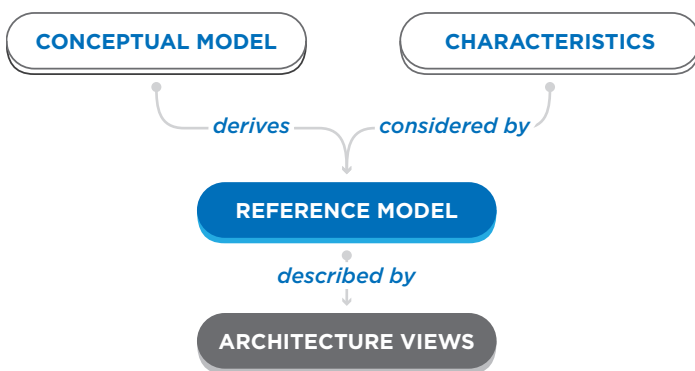 CONCEPTUAL MODEL
CHARACTERISTICS
derives
considered by
REFERENCE MODEL
described by
ARCHITECTURE VIEWS